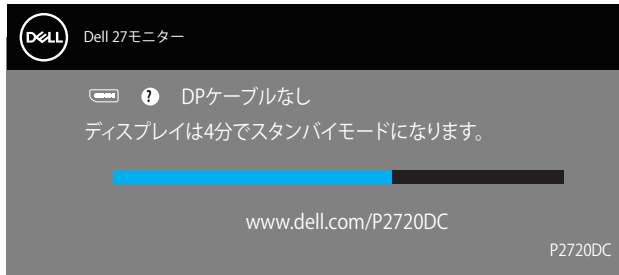 DELL
Dell 27モニター
? DPケーブルなし
ディスプレイは4分でスタンバイモードになります。
www.dell.com/P2720DC
P2720DC